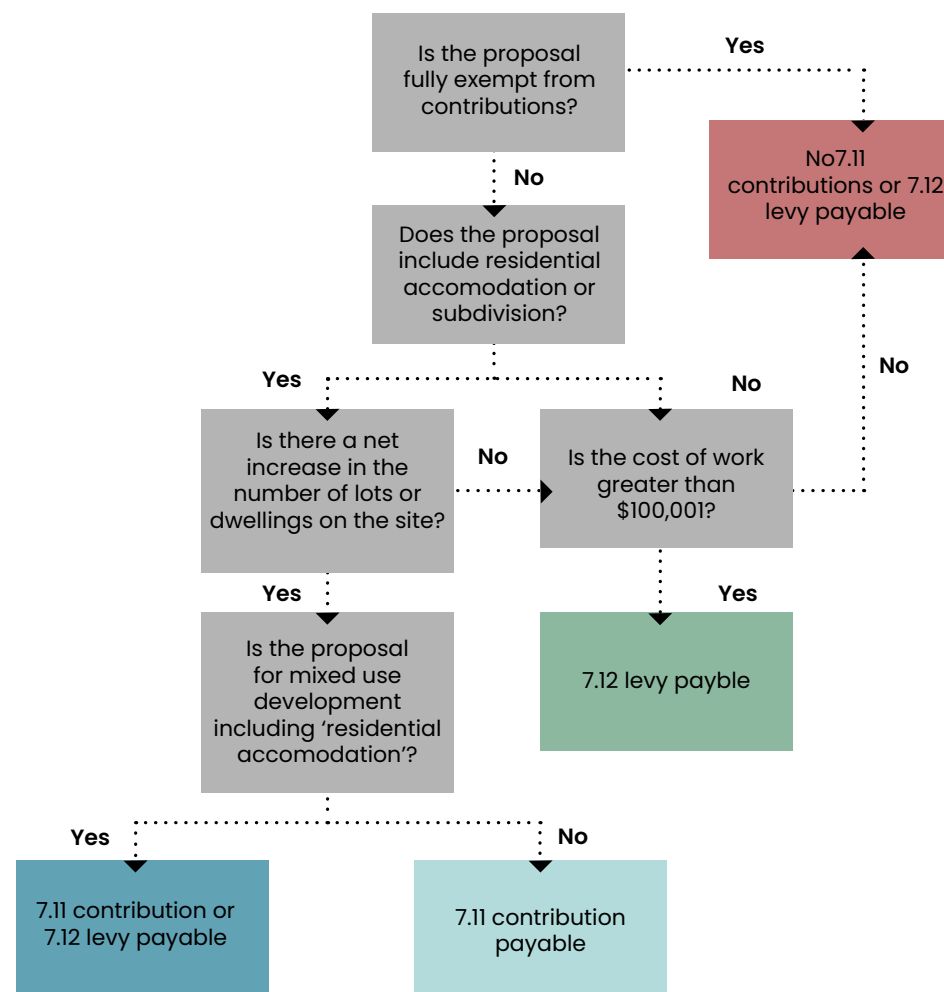 Is the proposal
fully exempt from
contributions?
Yes
No7.11
contributions or 7.12
levy payable
No
Does the proposal
include residential
accomodation or
subdivision?
Yes
No
No
Is there a net
increase in the
number of lots or
dwellings on the site?
No
Is the cost of work
greater than
$100,001?
Yes
Yes
Is the proposal
for mixed use
development
including ‘residential
accomodation’?
7.12 levy payble
Yes
No
7.11 contribution or
7.12 levy payable
7.11 contribution
payable